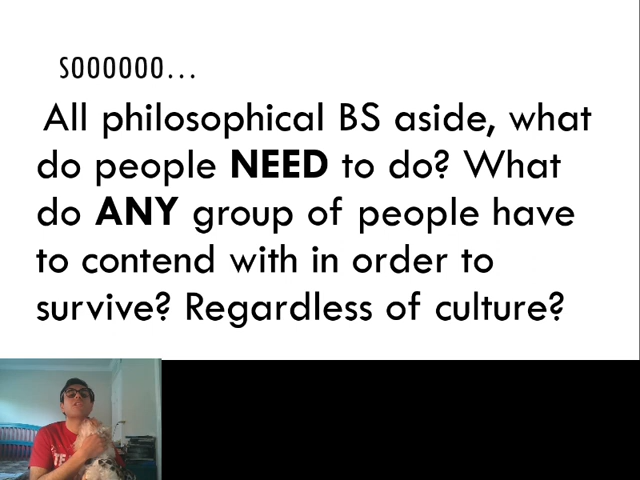 SOOOOOO...
All philosophical BS aside, what
do people NEED to do? What
do ANY group of people have
to contend with in order to
survive? Regardless of culture?